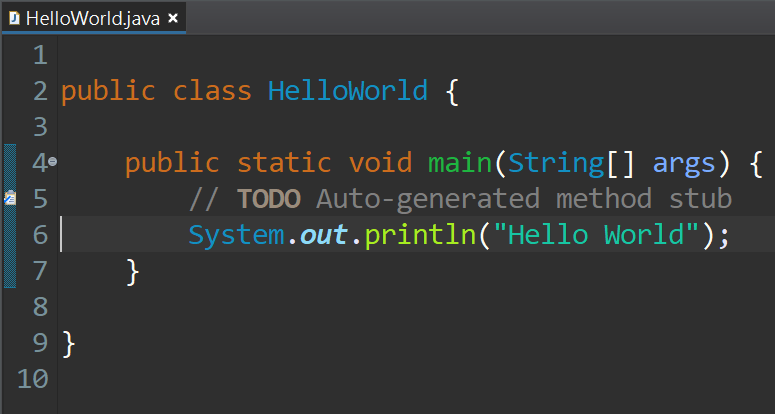 HelloWorld.java
1
2 public class HelloWorld {
3
4 public static void main(String[] args) {
5 // TODO Auto-generated method stub
6 System.out.println("Hello World");
7 }
8
9 }
10